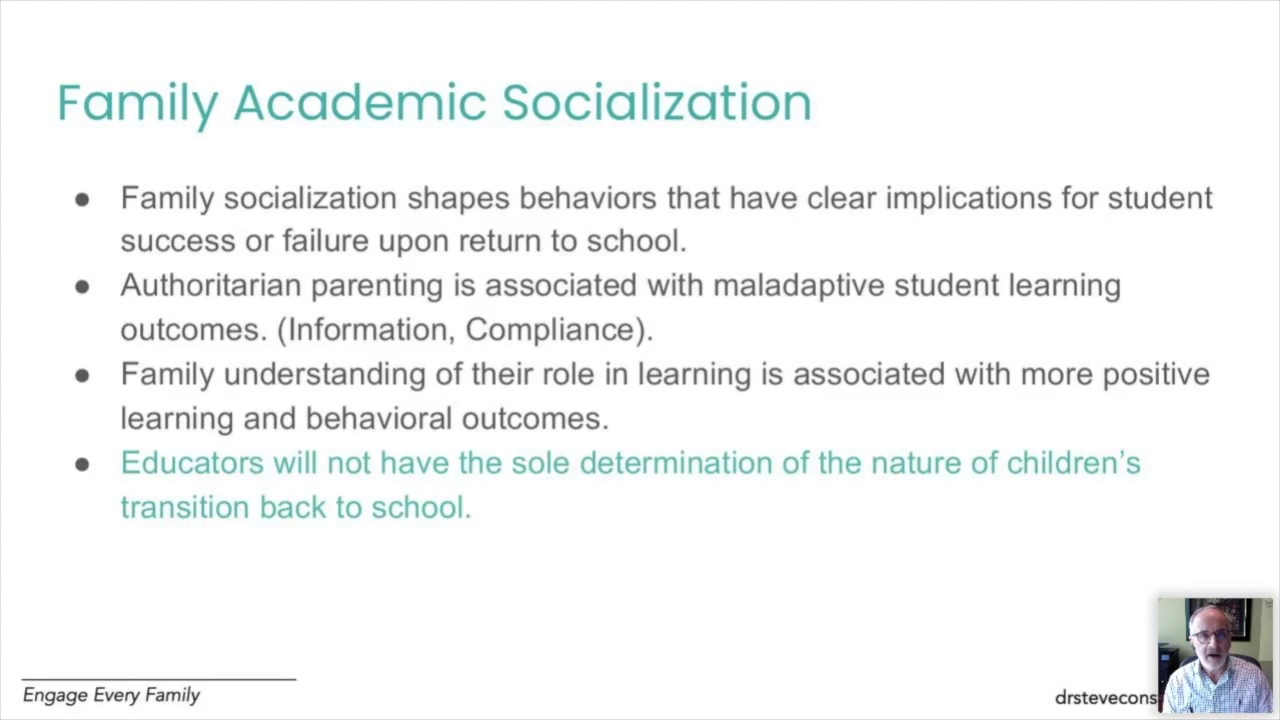 Family Academic Socialization
● Family socialization shapes behaviors that have clear implications for student
success or failure upon return to school.
● Authoritarian parenting is associated with maladaptive student learning
outcomes. (Information, Compliance).
● Family understanding of their role in learning is associated with more positive
learning and behavioral outcomes.
● Educators will not have the sole determination of the nature of children’s
transition back to school.
Engage Every Family
drstevecons